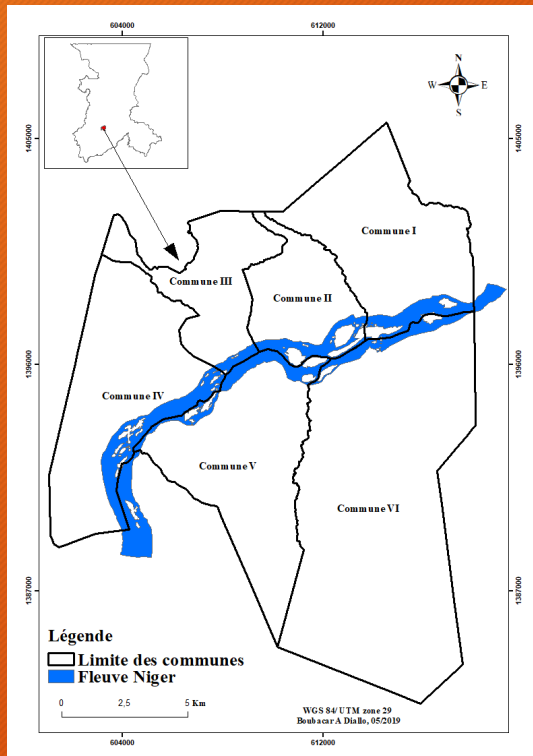 604000
612000
N
W
E
S
1405000
1405000
Commune I
Commune III
Commune II
1396000
1396000
Commune IV
Commune V
Commune VI
1387000
1387000
Légende
Limite des communes
Fleuve Niger
0 2,5 5 Km
WGS 84/ UTM zone 29
Boubacar A Diallo, 05/2019
604000
612000